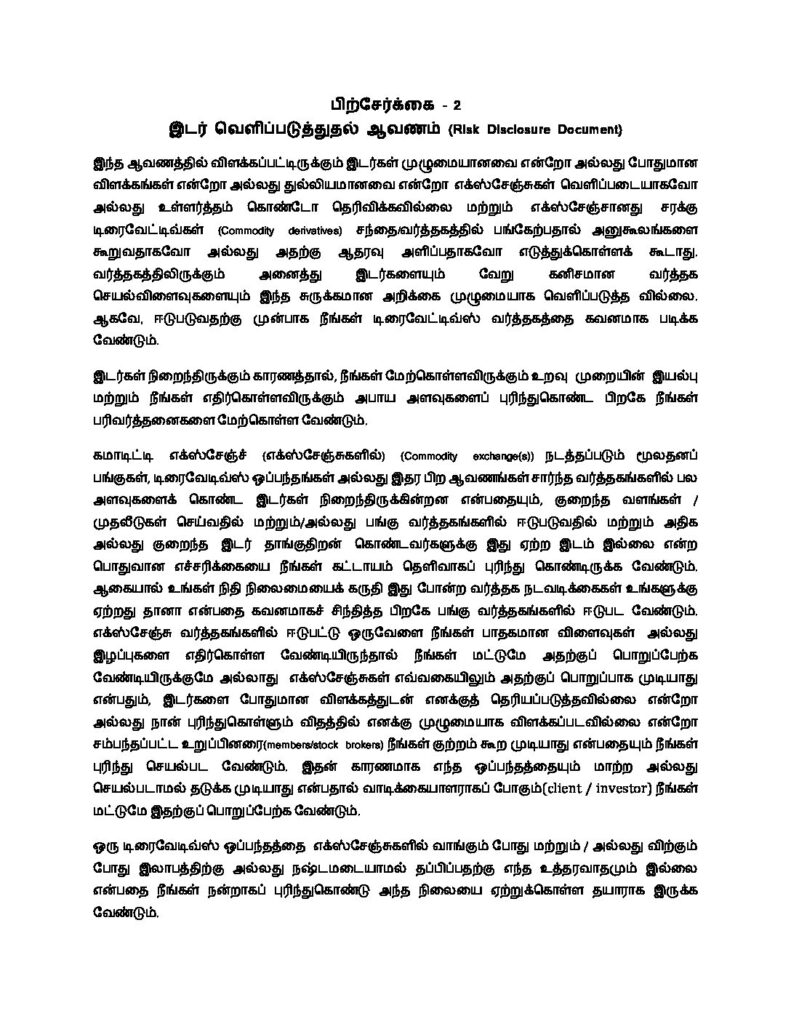 பிற்சேர்க்கை - 2
இடர் வெளிப்படுத்துதல் ஆவணம் (Risk Disclosure Document)
இந்த ஆவணத்தில் விளக்கப்பட்டிருக்கும் இடர்கள் முழுமையானவை என்றோ அல்லது போதுமான
விளக்கங்கள் என்றோ அல்லது துல்லியமானவை என்றோ எக்ஸ்சேஞ்சுகள் வெளிப்படையாகவோ
அல்லது உள்ளர்த்தம் கொண்டோ தெரிவிக்கவில்லை மற்றும் எக்ஸ்சேஞ்சானது சரக்கு
டிரைவேட்டிவ்கள் (Commodity derivatives) சந்தை/வர்த்தகத்தில் பங்கேற்பதால் அனுகூலங்களை
கூறுவதாகவோ அல்லது அதற்கு ஆதரவு அளிப்பதாகவோ எடுத்துக்கொள்ளக் கூடாது.
வர்த்தகத்திலிருக்கும் அனைத்து இடர்களையும் வேறு கனிசமான வர்த்தக
செயல்விளைவுகளையும் இந்த சுருக்கமான அறிக்கை முழுமையாக வெளிப்படுத்த வில்லை.
ஆகவே, ஈடுபடுவதற்கு முன்பாக நீங்கள் டிரைவேட்டிவ்ஸ் வர்த்தகத்தை கவனமாக படிக்க
வேண்டும்.
இடர்கள் நிறைந்திருக்கும் காரணத்தால், நீங்கள் மேற்கொள்ளவிருக்கும் உறவு முறையின் இயல்பு
மற்றும் நீங்கள் எதிர்கொள்ளவிருக்கும் அபாய அளவுகளைப் புரிந்துகொண்ட பிறகே நீங்கள்
பரிவர்த்தனைகளை மேற்கொள்ள வேண்டும்.
கமாடிட்டி எக்ஸ்சேஞ்ச் (எக்ஸ்சேஞ்சுகளில்) (Commodity exchange(s)) நடத்தப்படும் மூலதனப்
பங்குகள், டிரைவேடிவ்ஸ் ஒப்பந்தங்கள் அல்லது இதர பிற ஆவணங்கள் சார்ந்த வர்த்தகங்களில் பல
அளவுகளைக் கொண்ட இடர்கள் நிறைந்திருக்கின்றன என்பதையும், குறைந்த வளங்கள் /
முதலீடுகள் செய்வதில் மற்றும்/அல்லது பங்கு வர்த்தகங்களில் ஈடுபடுவதில் மற்றும் அதிக
அல்லது குறைந்த இடர் தாங்குதிறன் கொண்டவர்களுக்கு இது ஏற்ற இடம் இல்லை என்ற
பொதுவான எச்சரிக்கையை நீங்கள் கட்டாயம் தெளிவாகப் புரிந்து கொண்டிருக்க வேண்டும்.
ஆகையால் உங்கள் நிதி நிலைமையைக் கருதி இது போன்ற வர்த்தக நடவடிக்கைகள் உங்களுக்கு
ஏற்றது தானா என்பதை கவனமாகச் சிந்தித்த பிறகே பங்கு வர்த்தகங்களில் ஈடுபட வேண்டும்.
எக்ஸ்சேஞ்சு வர்த்தகங்களில் ஈடுபட்டு ஒருவேளை நீங்கள் பாதகமான விளைவுகள் அல்லது
இழப்புகளை எதிர்கொள்ள வேண்டியிருந்தால் நீங்கள் மட்டுமே அதற்குப் பொறுப்பேற்க
வேண்டியிருக்குமே அல்லாது எக்ஸ்சேஞ்சுகள் எவ்வகையிலும் அதற்குப் பொறுப்பாக முடியாது
என்பதும், இடர்களை போதுமான விளக்கத்துடன் எனக்குத் தெரியப்படுத்தவில்லை என்றோ
அல்லது நான் புரிந்துகொள்ளும் விதத்தில் எனக்கு முழுமையாக விளக்கப்படவில்லை என்றோ
சம்பந்தப்பட்ட உறுப்பினரை(members/stock brokers) நீங்கள் குற்றம் கூற முடியாது என்பதையும் நீங்கள்
புரிந்து செயல்பட வேண்டும். இதன் காரணமாக எந்த ஒப்பந்தத்தையும் மாற்ற அல்லது
செயல்படாமல் தடுக்க முடியாது என்பதால் வாடிக்கையாளராகப் போகும்(client / investor) நீங்கள்
மட்டுமே இதற்குப் பொறுப்பேற்க வேண்டும்.
ஒரு டிரைவேடிவ்ஸ் ஒப்பந்தத்தை எக்ஸ்சேஞ்சுகளில் வாங்கும் போது மற்றும் / அல்லது விற்கும்
போது இலாபத்திற்கு அல்லது நஷ்டமடையாமல் தப்பிப்பதற்கு எந்த உத்தரவாதமும் இல்லை
என்பதை நீங்கள் நன்றாகப் புரிந்துகொண்டு அந்த நிலையை ஏற்றுக்கொள்ள தயாராக இருக்க
வேண்டும்.